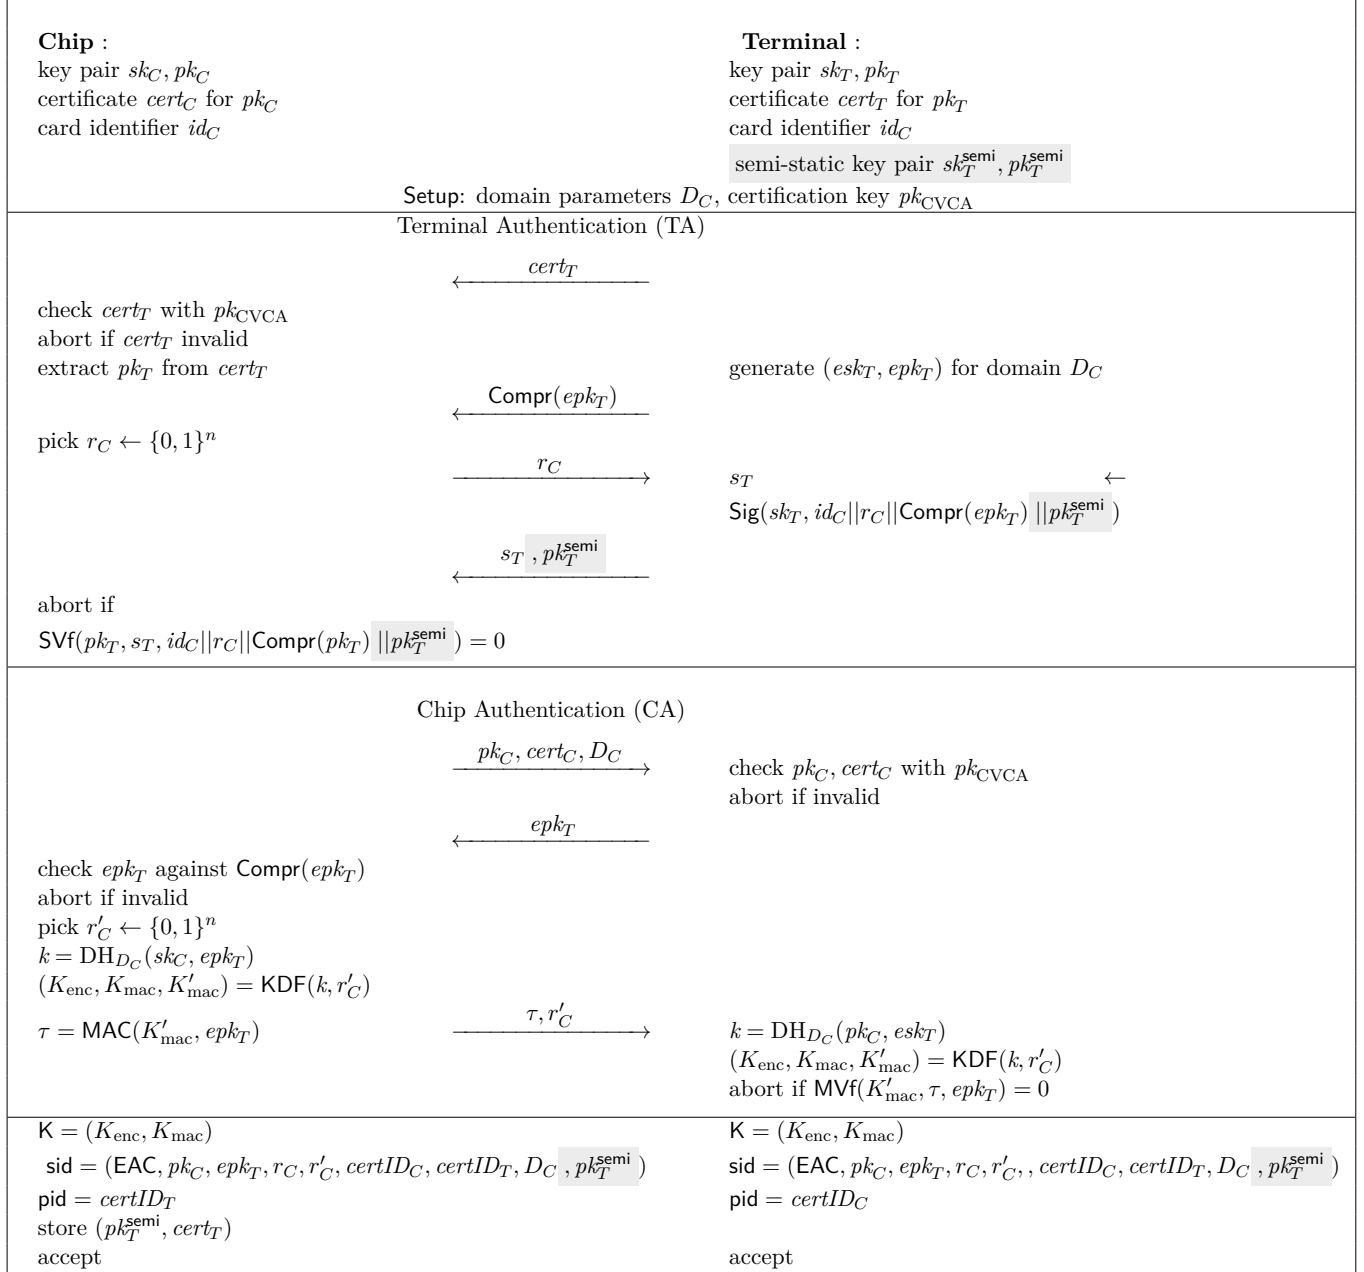 Chip :
Terminal :
key pair sk_C, pk_C
key pair sk_T, pk_T
certificate cert_C for pk_C
certificate cert_T for pk_T
card identifier id_C
card identifier id_C
semi-static key pair sk_T^semi, pk_T^semi
Setup: domain parameters D_C, certification key pk_CVCA
Terminal Authentication (TA)
cert_T
←
check cert_T with pk_CVCA
abort if cert_T invalid
extract pk_T from cert_T
generate (esk_T, epk_T) for domain D_C
Compr(epk_T)
←
pick r_C ← {0, 1}^n
r_C
→
s_T ←
Sig(sk_T, id_C||r_C||Compr(epk_T) ||pk_T^semi )
s_T , pk_T^semi
←
abort if
SVf(pk_T, s_T, id_C||r_C||Compr(pk_T) ||pk_T^semi ) = 0
Chip Authentication (CA)
pk_C, cert_C, D_C
→
check pk_C, cert_C with pk_CVCA
abort if invalid
epk_T
←
check epk_T against Compr(epk_T)
abort if invalid
pick r′_C ← {0, 1}^n
k = DH_{D_C}(sk_C, epk_T)
(K_enc, K_mac, K′_mac) = KDF(k, r′_C)
τ = MAC(K′_mac, epk_T)
τ, r′_C
→
k = DH_{D_C}(pk_C, esk_T)
(K_enc, K_mac, K′_mac) = KDF(k, r′_C)
abort if MVf(K′_mac, τ, epk_T) = 0
K = (K_enc, K_mac)
K = (K_enc, K_mac)
sid = (EAC, pk_C, epk_T, r_C, r′_C, certID_C, certID_T, D_C , pk_T^semi )
sid = (EAC, pk_C, epk_T, r_C, r′_C, , certID_C, certID_T, D_C , pk_T^semi )
pid = certID_T
pid = certID_C
store (pk_T^semi, cert_T)
accept
accept